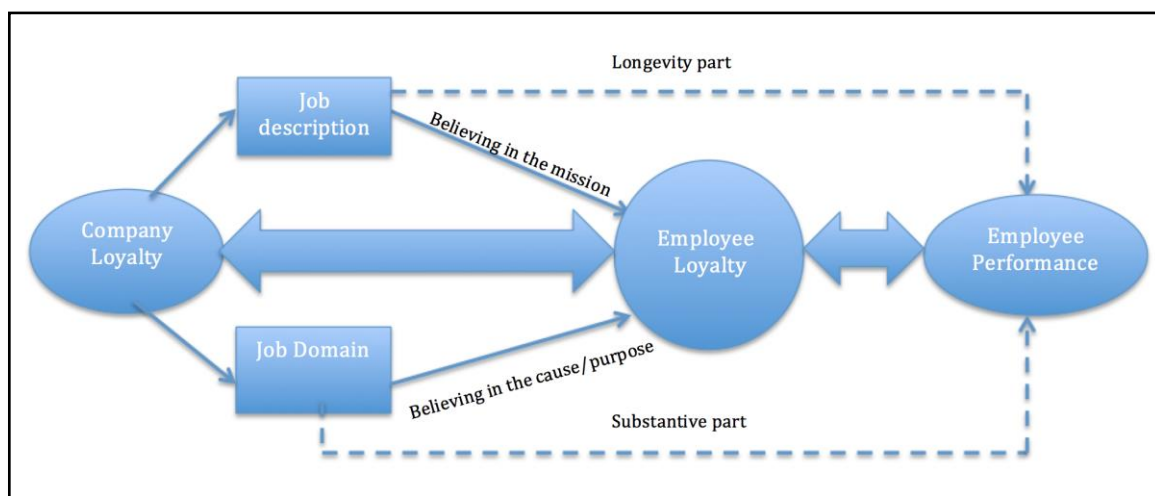 Longevity part
Job
description
Believing in the mission
Company
Loyalty
Employee
Loyalty
Employee
Performance
Job Domain
Believing in the cause/purpose
Substantive part